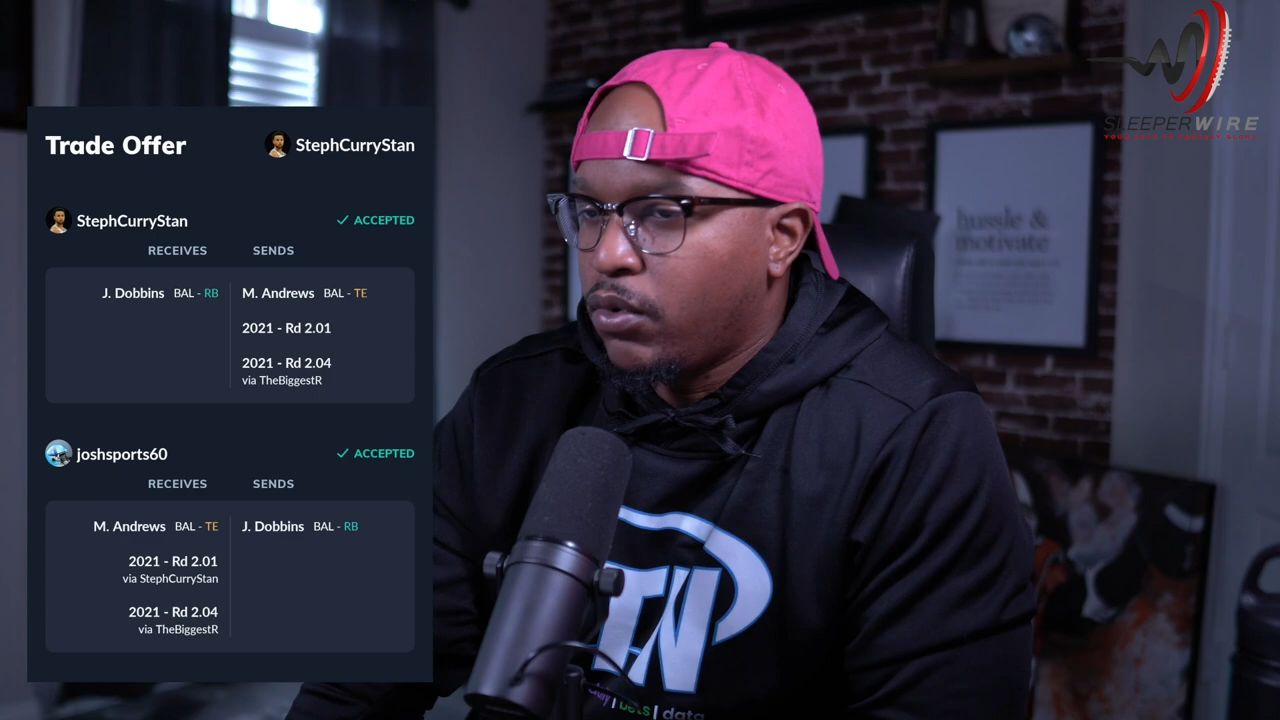 Trade Offer
StephCurryStan
StephCurryStan
✓ ACCEPTED
RECEIVES SENDS
J. Dobbins BAL - RB
M. Andrews BAL - TE
2021 - Rd 2.01
2021 - Rd 2.04
via TheBiggestR
joshsports60
✓ ACCEPTED
RECEIVES SENDS
M. Andrews BAL - TE
J. Dobbins BAL - RB
2021 - Rd 2.01
via StephCurryStan
2021 - Rd 2.04
via TheBiggestR
SLEEPERWIRE
hussle &
motivate
bets | data